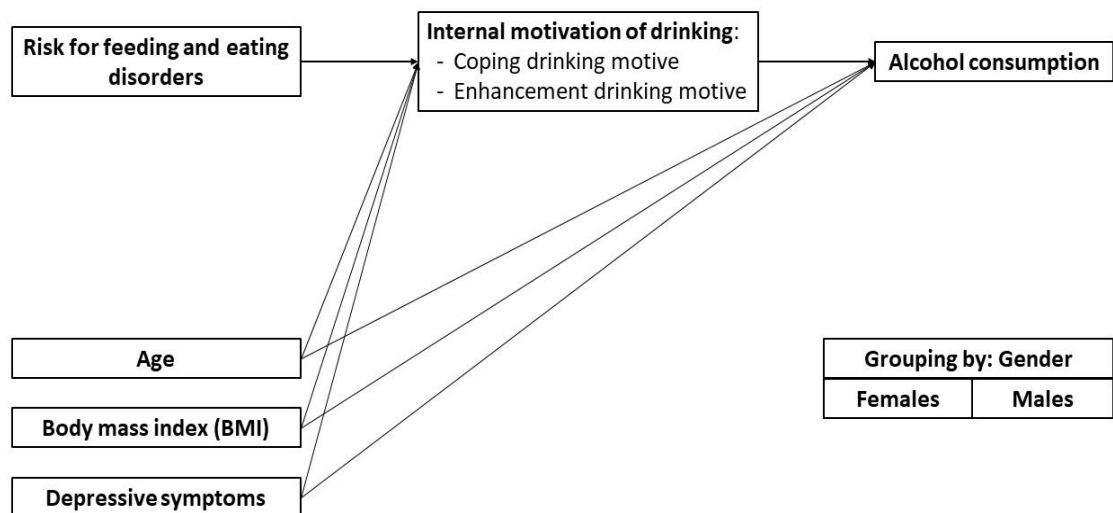 Risk for feeding and eating
disorders
Internal motivation of drinking:
- Coping drinking motive
- Enhancement drinking motive
Alcohol consumption
Age
Body mass index (BMI)
Depressive symptoms
Grouping by: Gender
Females Males